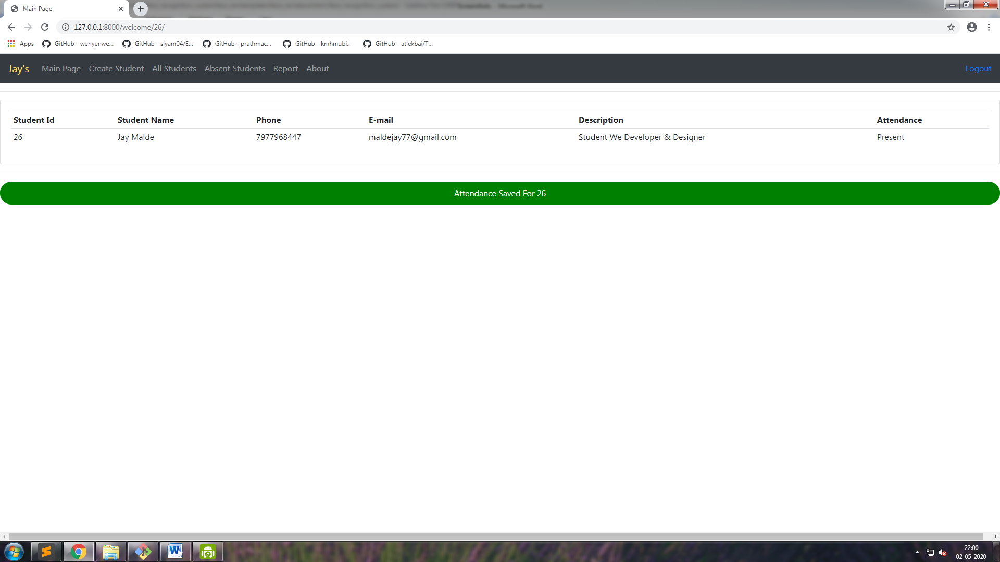 Main Page
127.0.0.1:8000/welcome/26/
Apps GitHub - wenyenwe... GitHub - siyam04/E... GitHub - prathmac... GitHub - kmhmubi... GitHub - atlekbai/T...
Jay's Main Page Create Student All Students Absent Students Report About Logout
Student Id Student Name Phone E-mail Description Attendance
26 Jay Malde 7977968447 maldejay77@gmail.com Student We Developer & Designer Present
Attendance Saved For 26
22:00
02-05-2020